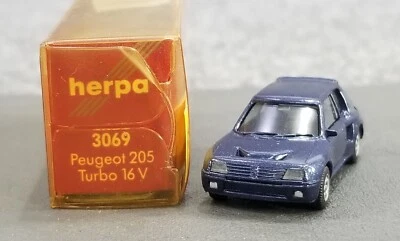 herpa
3069
Peugeot 205
Turbo 16 V